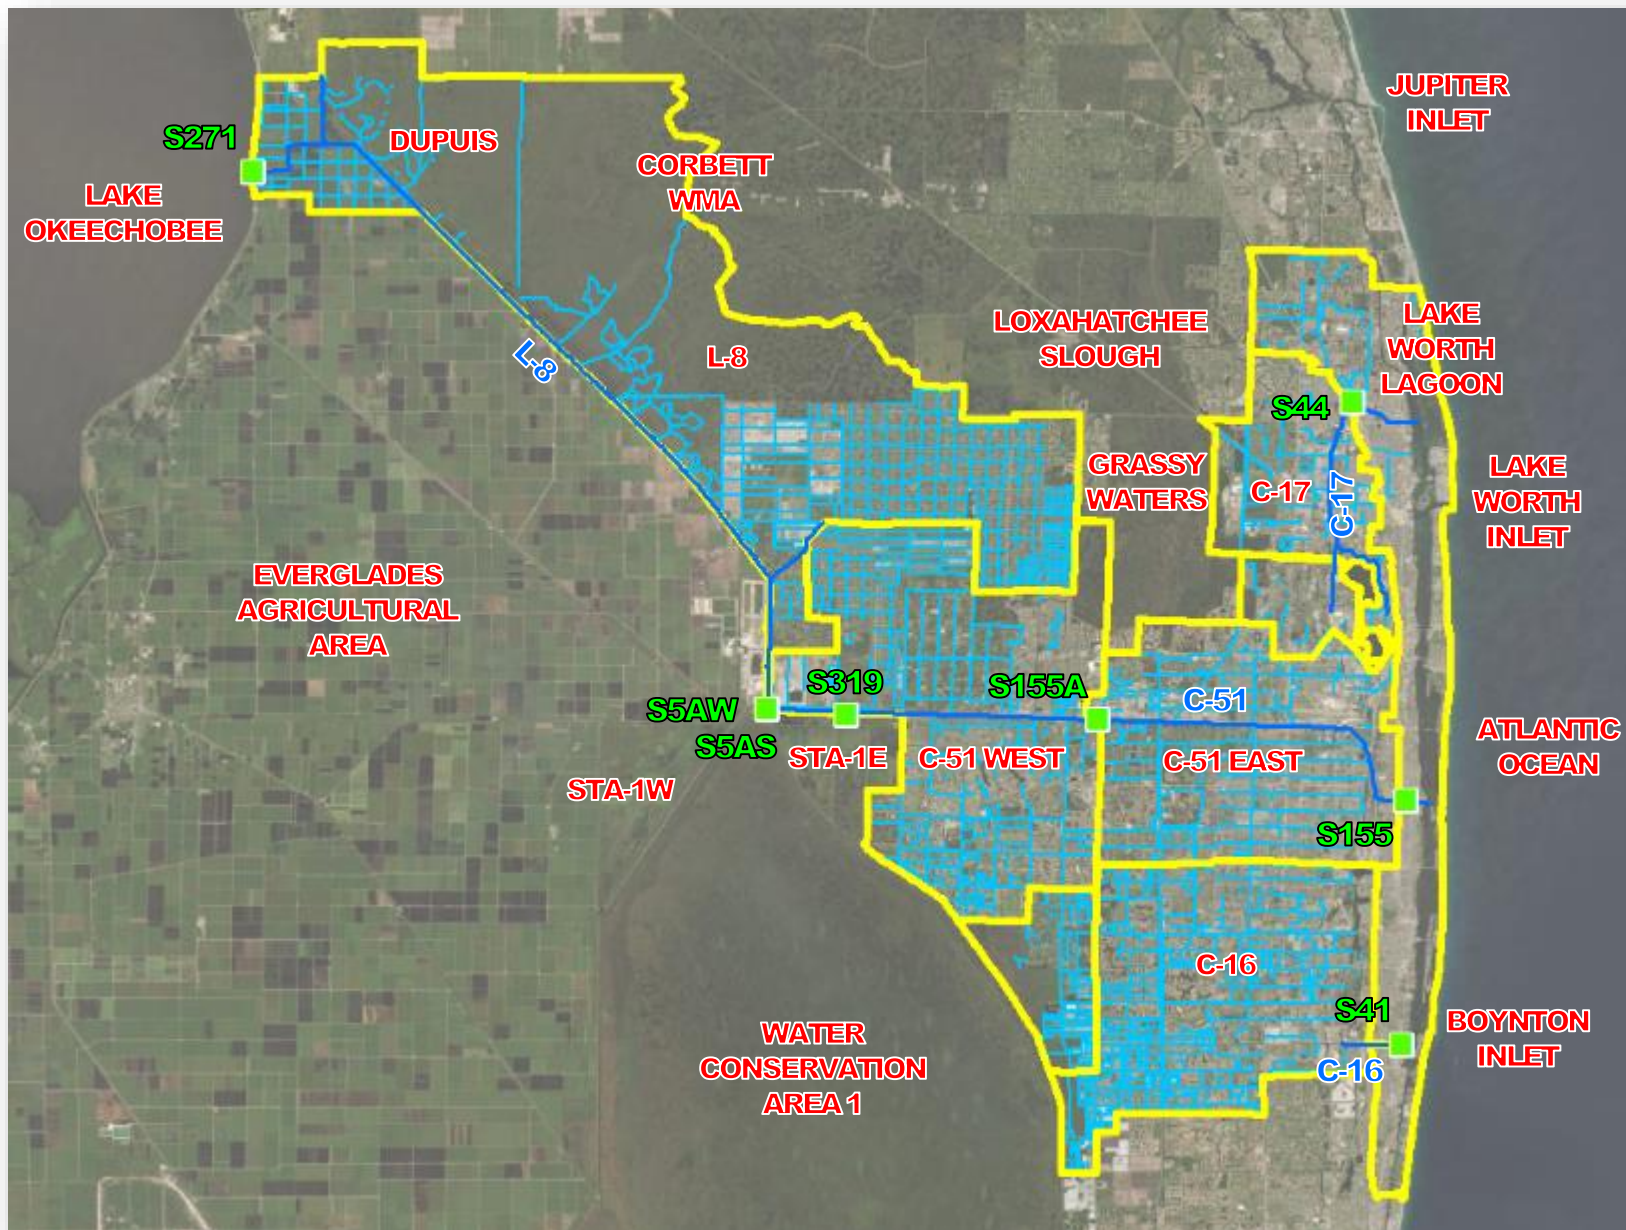 JUPITER
INLET
S271
DUPUIS
CORBETT
WMA
LAKE
OKEECHOBEE
LOXAHATCHEE
SLOUGH
LAKE
WORTH
LAGOON
L-8
L-8
S44
GRASSY
WATERS
C-17
C-17
LAKE
WORTH
INLET
EVERGLADES
AGRICULTURAL
AREA
S319
S155A
C-51
S5AW
S5AS
STA-1E
C-51 WEST
C-51 EAST
ATLANTIC
OCEAN
STA-1W
S155
C-16
S41
WATER
CONSERVATION
AREA 1
C-16
BOYNTON
INLET